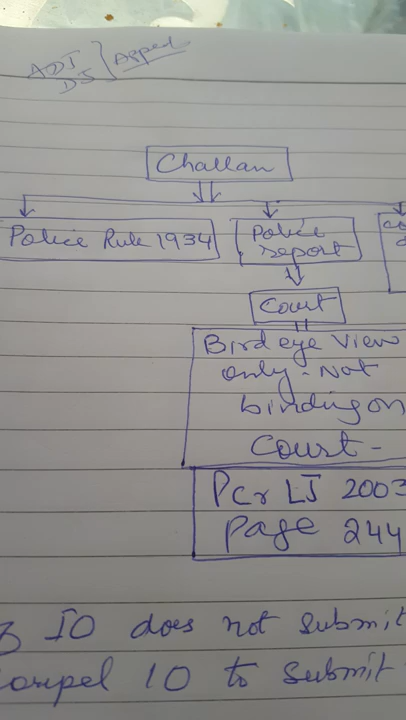 ADJ
DJ } Appeal
Challan
Police Rule 1934
Police report
Court
Bird eye View
only - Not
binding on
Court -
PCr LJ 2003
Page 244
IO does not submit
compel IO to submit